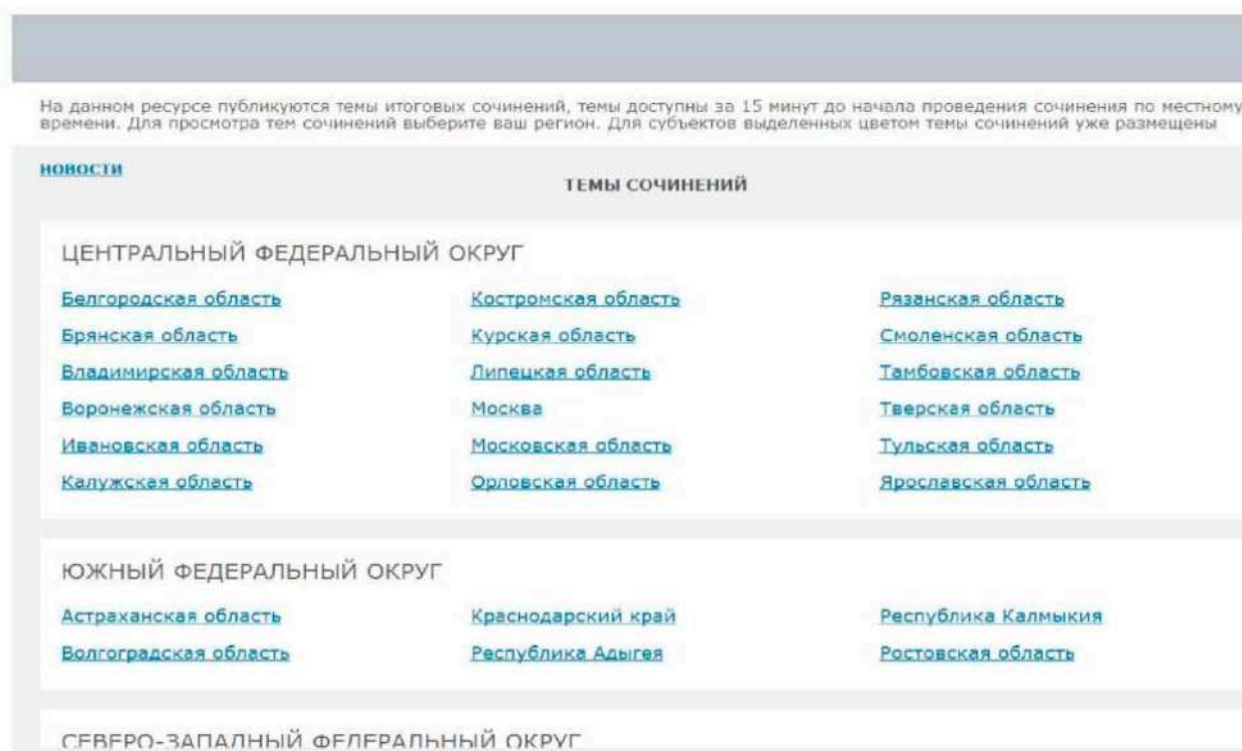 На данном ресурсе публикуются темы итоговых сочинений, темы доступны за 15 минут до начала проведения сочинения по местному
времени. Для просмотра тем сочинений выберите ваш регион. Для субъектов выделенных цветом темы сочинений уже размещены
НОВОСТИ
ТЕМЫ СОЧИНЕНИЙ
ЦЕНТРАЛЬНЫЙ ФЕДЕРАЛЬНЫЙ ОКРУГ
Белгородская область Костромская область Рязанская область
Брянская область Курская область Смоленская область
Владимирская область Липецкая область Тамбовская область
Воронежская область Москва Тверская область
Ивановская область Московская область Тульская область
Калужская область Орловская область Ярославская область
ЮЖНЫЙ ФЕДЕРАЛЬНЫЙ ОКРУГ
Астраханская область Краснодарский край Республика Калмыкия
Волгоградская область Республика Адыгея Ростовская область
СЕВЕРО-ЗАПАДНЫЙ ФЕДЕРАЛЬНЫЙ ОКРУГ